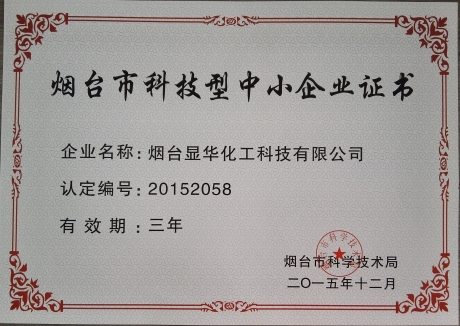 烟台市科技型中小企业证书
企业名称：烟台显华化工科技有限公司
认定编号：20152058
有 效 期：三年
烟台市科学技术局
二〇一五年十二月